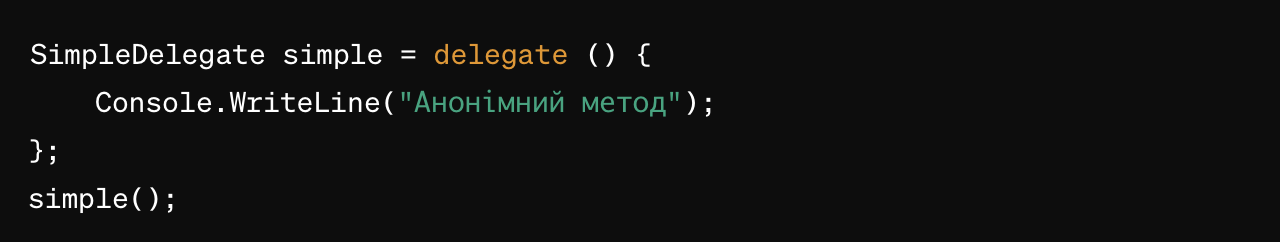 SimpleDelegate simple = delegate () {
    Console.WriteLine("Анонімний метод");
};
simple();